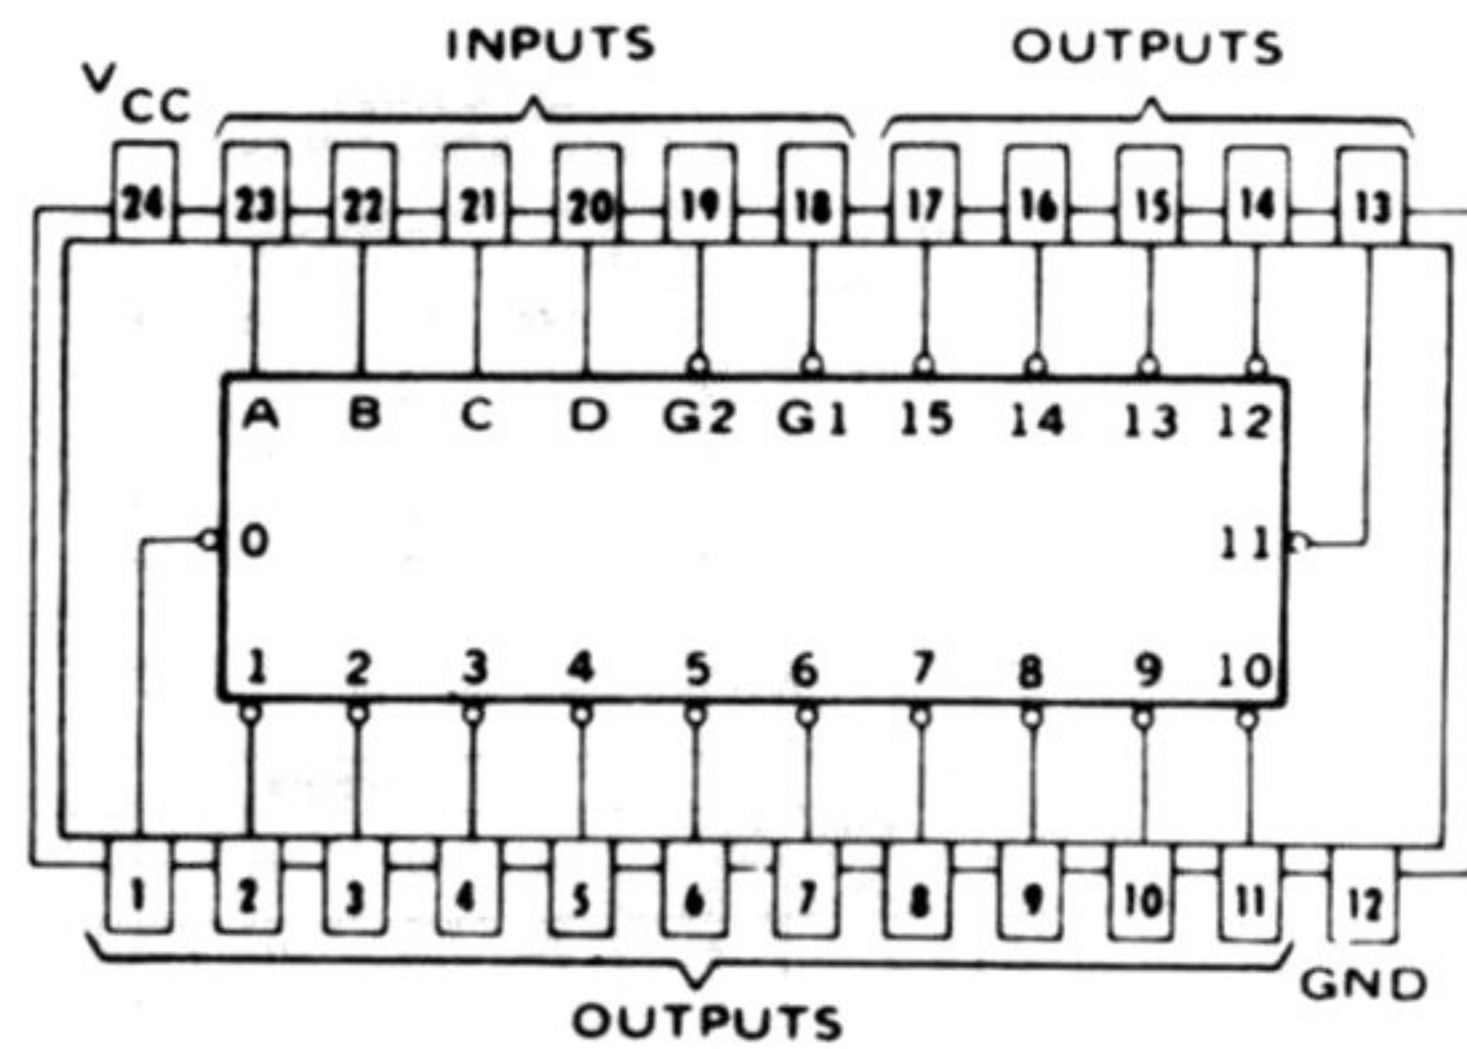 INPUTS OUTPUTS
VCC
24 23 22 21 20 19 18 17 16 15 14 13
A B C D G2 G1 15 14 13 12
0 11
1 2 3 4 5 6 7 8 9 10
1 2 3 4 5 6 7 8 9 10 11 12
GND
OUTPUTS